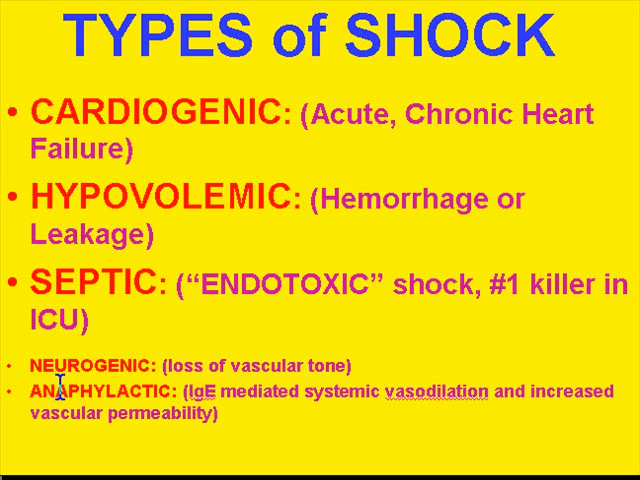 TYPES of SHOCK
• CARDIOGENIC: (Acute, Chronic Heart
Failure)
• HYPOVOLEMIC: (Hemorrhage or
Leakage)
• SEPTIC: (“ENDOTOXIC” shock, #1 killer in
ICU)
• NEUROGENIC: (loss of vascular tone)
• ANAPHYLACTIC: (IgE mediated systemic vasodilation and increased
vascular permeability)